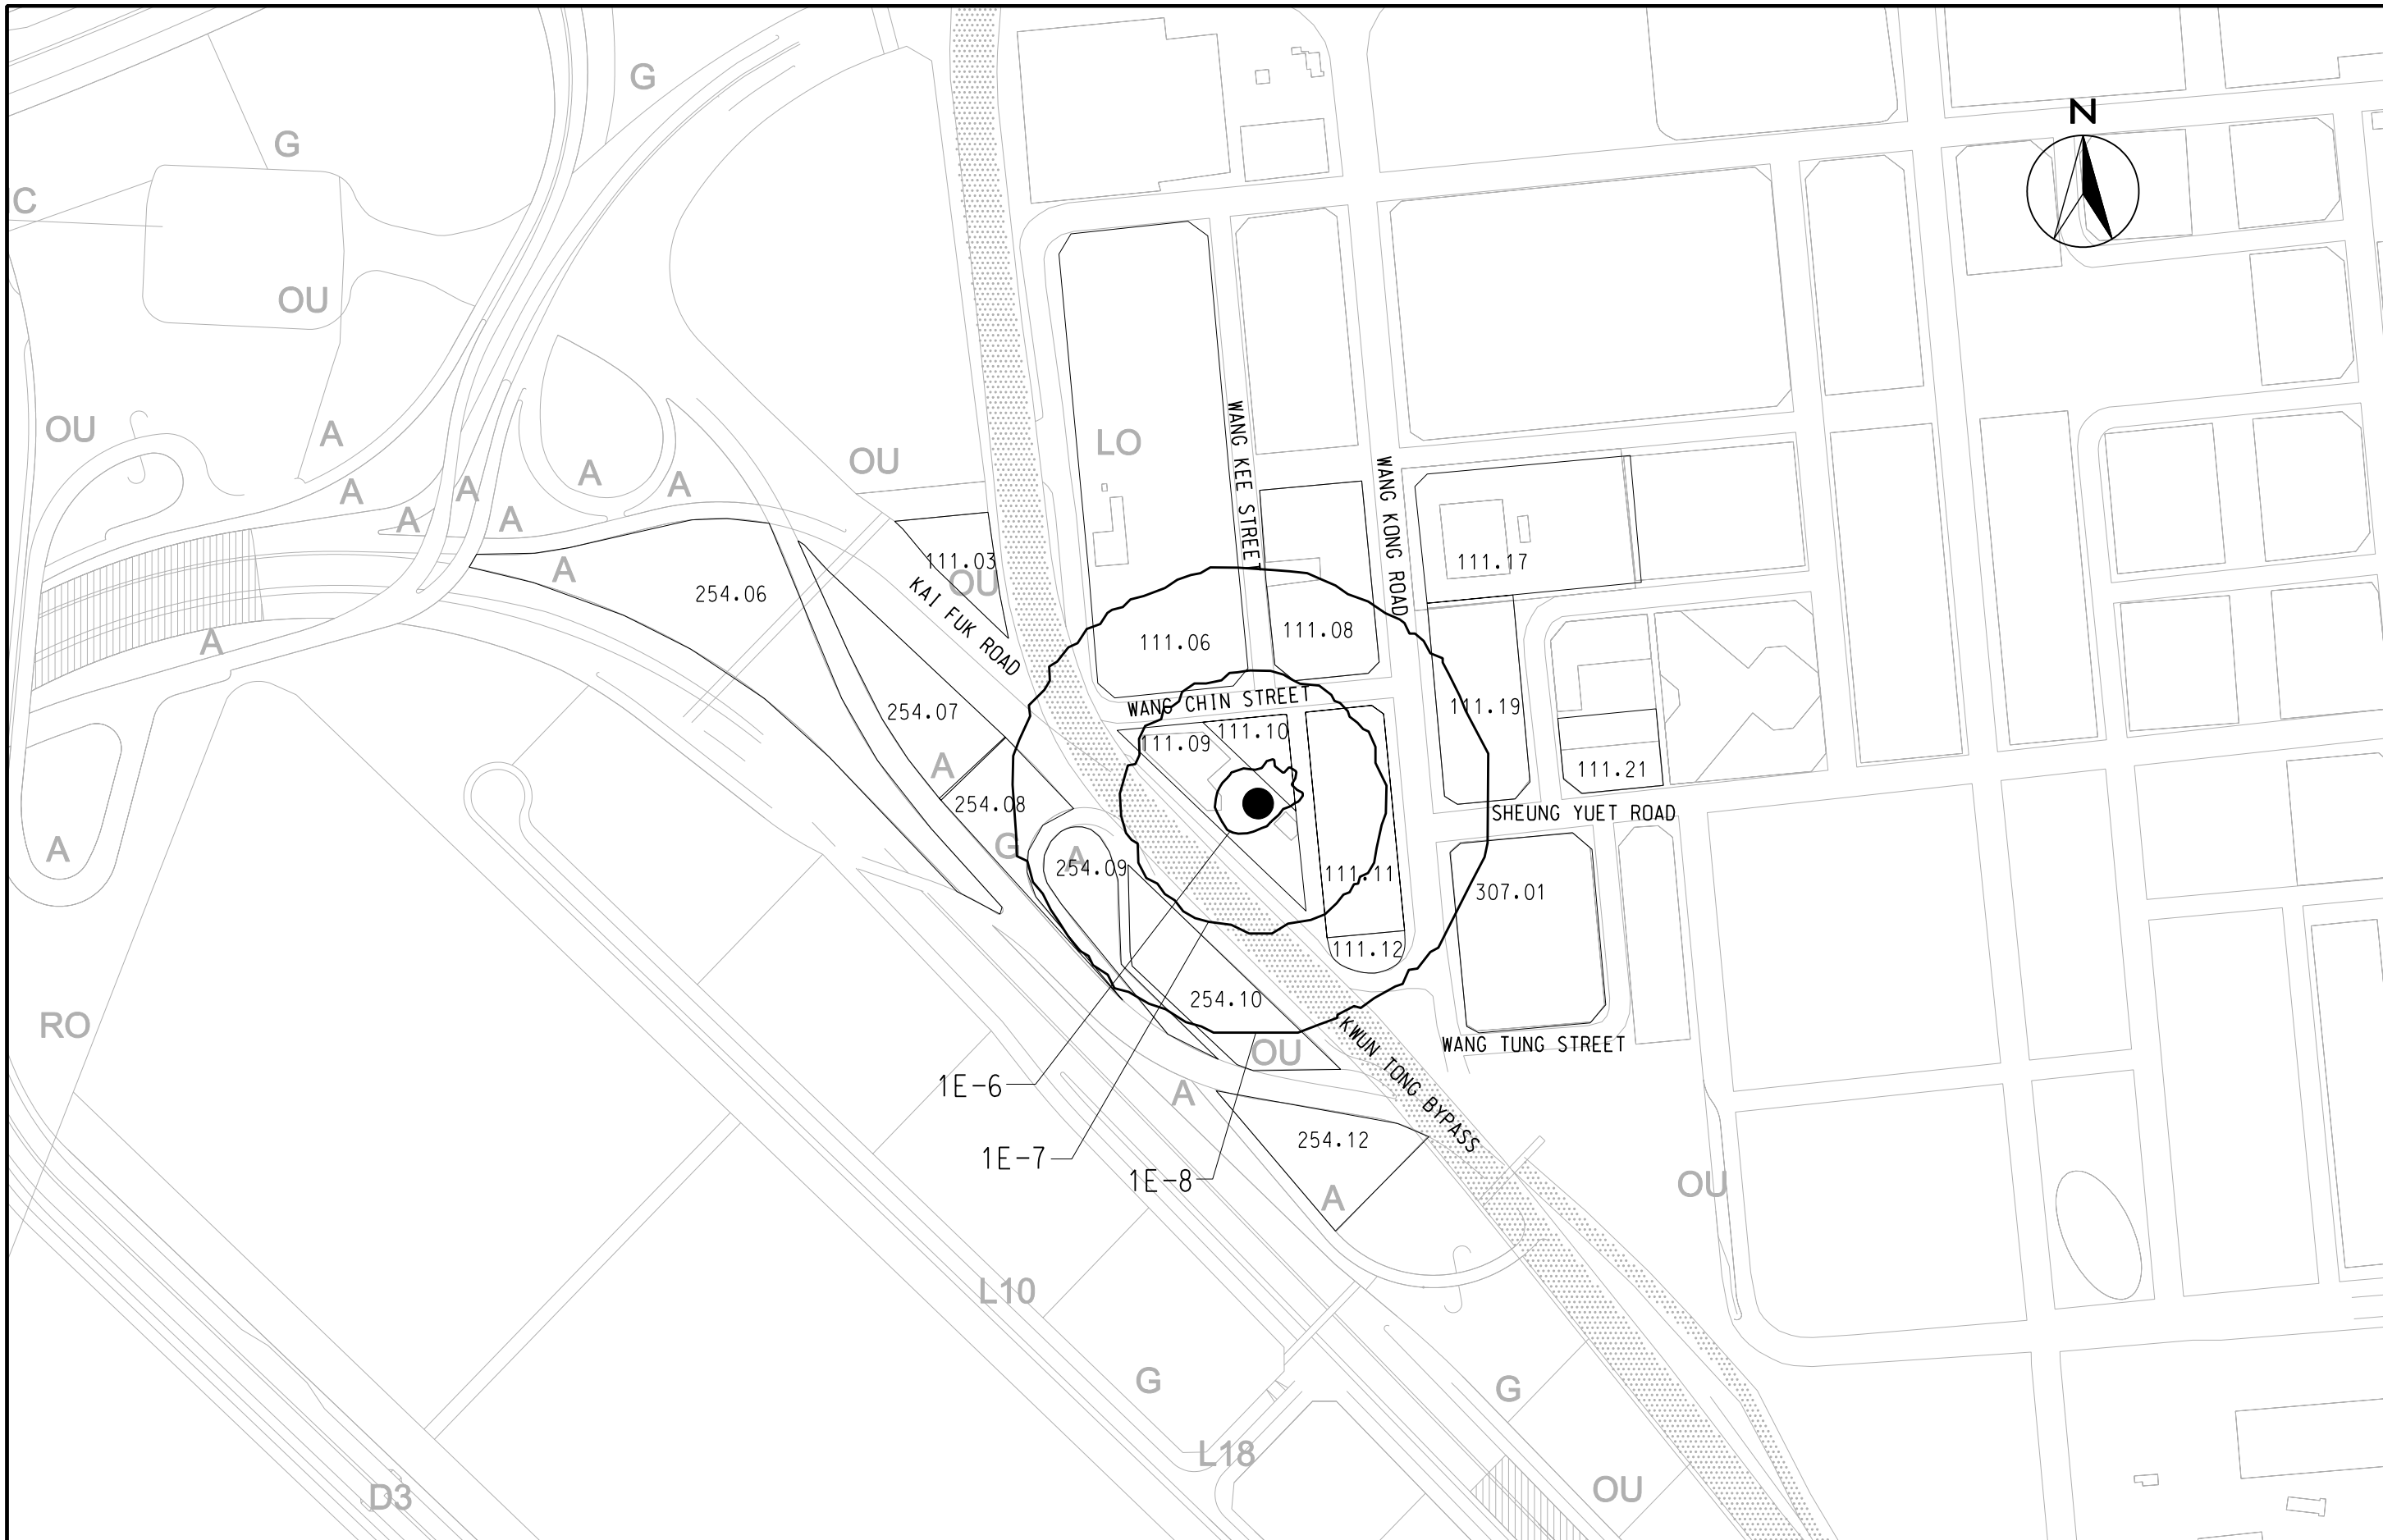 G
N
G
C
OU
OU
A
LO
OU
WANG KEE STREET
WANG KONG ROAD
A
A
A
A
A
A
111.17
111.03
OU
A
254.06
KAI FUK ROAD
A
111.06
111.08
WANG CHIN STREET
254.07
111.19
111.10
111.09
A
111.21
254.08
SHEUNG YUET ROAD
G
A
A
254.09
111.11
307.01
111.12
254.10
RO
KWUN TONG BYPASS
WANG TUNG STREET
OU
1E-6
A
254.12
1E-7
1E-8
OU
A
L10
G
G
L18
OU
D3